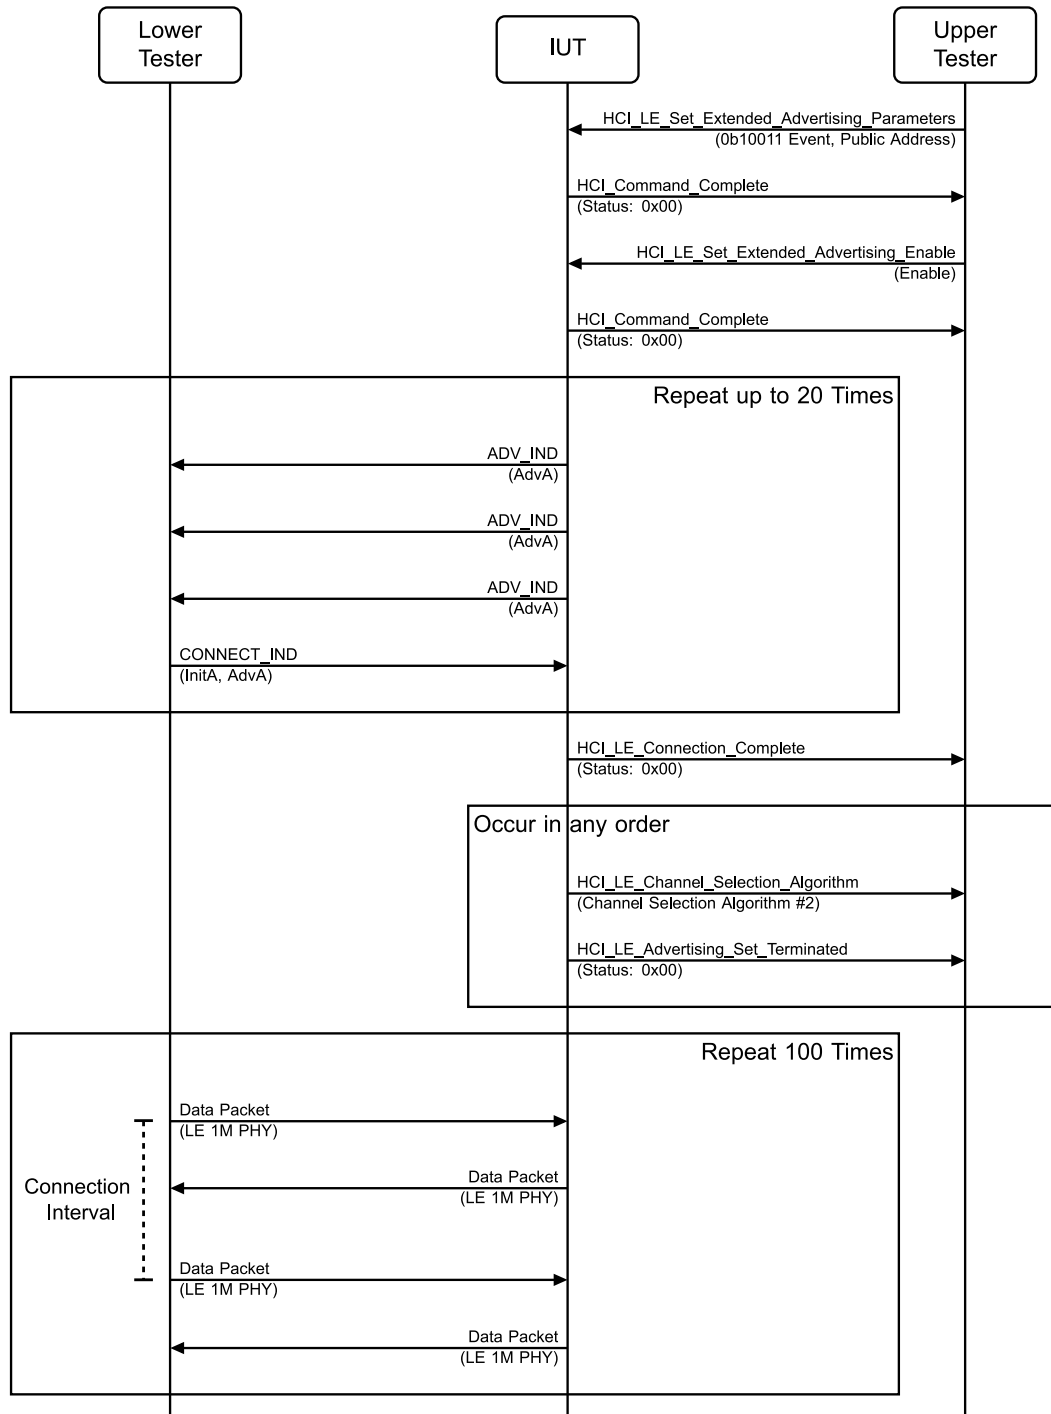 Lower
Tester
IUT
Upper
Tester
HCI_LE_Set_Extended_Advertising_Parameters
(0b10011 Event, Public Address)
HCI_Command_Complete
(Status: 0x00)
HCI_LE_Set_Extended_Advertising_Enable
(Enable)
HCI_Command_Complete
(Status: 0x00)
Repeat up to 20 Times
ADV_IND
(AdvA)
ADV_IND
(AdvA)
ADV_IND
(AdvA)
CONNECT_IND
(InitA, AdvA)
HCI_LE_Connection_Complete
(Status: 0x00)
Occur in any order
HCI_LE_Channel_Selection_Algorithm
(Channel Selection Algorithm #2)
HCI_LE_Advertising_Set_Terminated
(Status: 0x00)
Repeat 100 Times
Data Packet
(LE 1M PHY)
Connection
Interval
Data Packet
(LE 1M PHY)
Data Packet
(LE 1M PHY)
Data Packet
(LE 1M PHY)